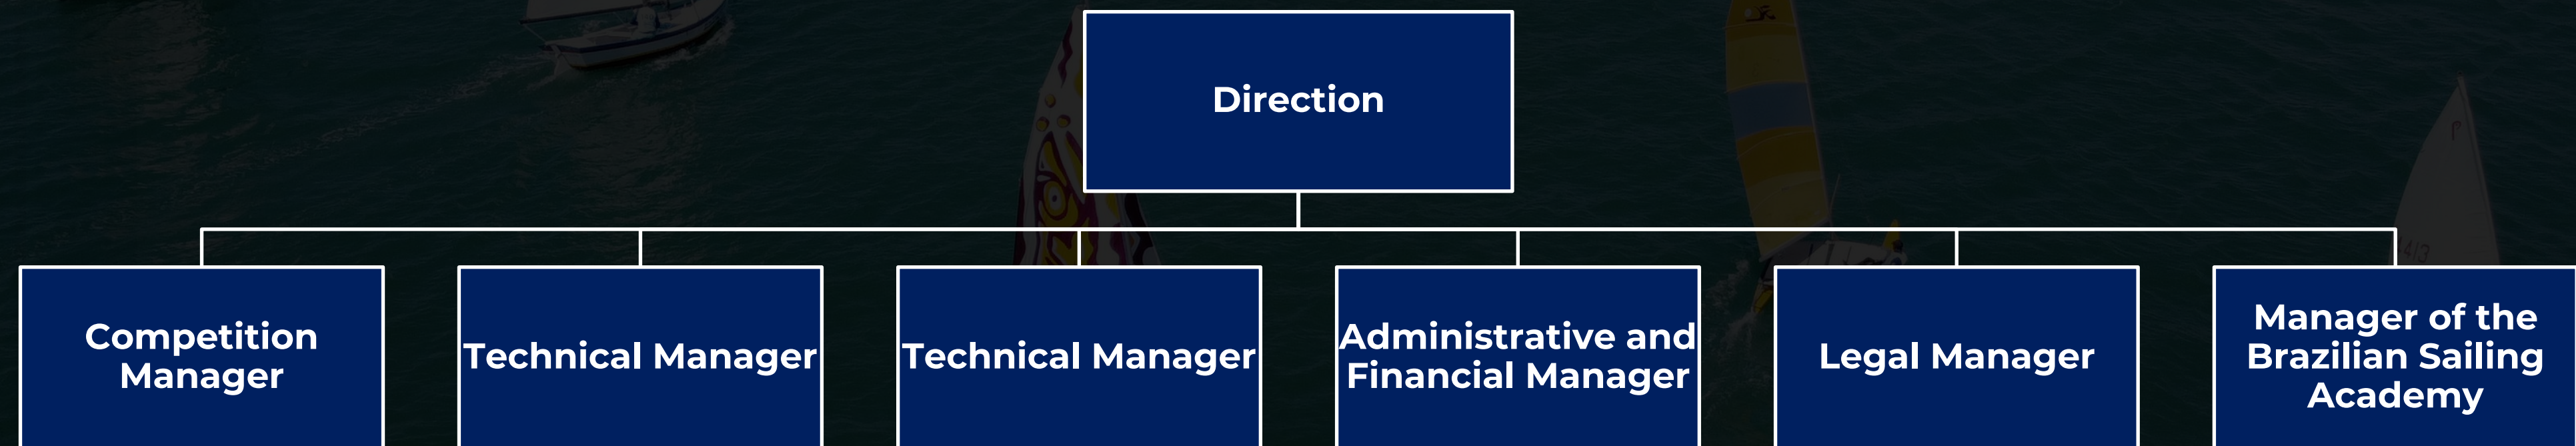 Direction
Competition
Manager
Technical Manager
Technical Manager
Administrative and
Financial Manager
Legal Manager
Manager of the
Brazilian Sailing
Academy